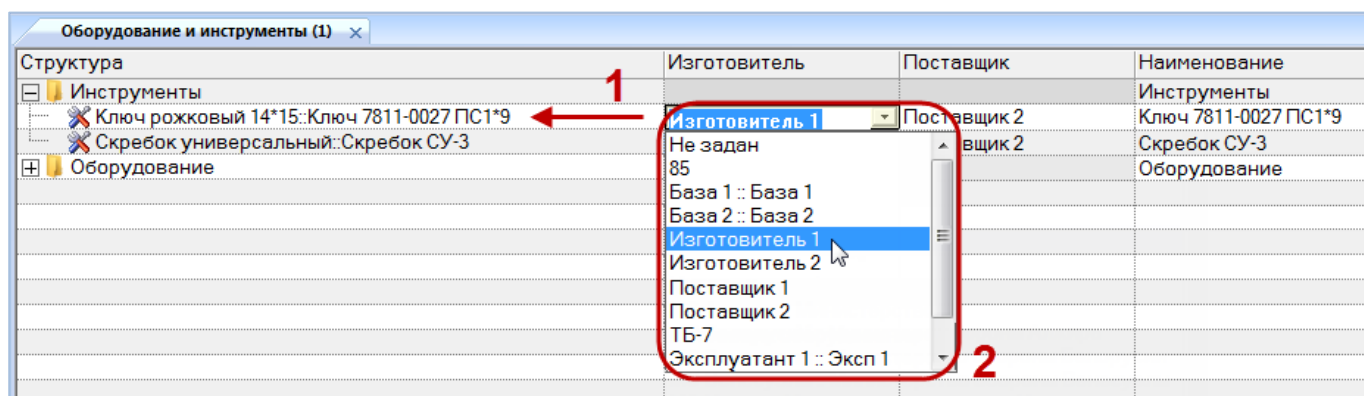 Оборудование и инструменты (1)
Структура Изготовитель Поставщик Наименование
Инструменты Инструменты
1
Ключ рожковый 14*15::Ключ 7811-0027 ПС1*9 Изготовитель 1 Поставщик 2 Ключ 7811-0027 ПС1*9
Скребок универсальный::Скребок СУ-3 Не задан вщик 2 Скребок СУ-3
Оборудование 85 Оборудование
База 1 :: База 1
База 2 :: База 2
Изготовитель 1
Изготовитель 2
Поставщик 1
Поставщик 2
ТБ-7
Эксплуатант 1 :: Эксп 1
2